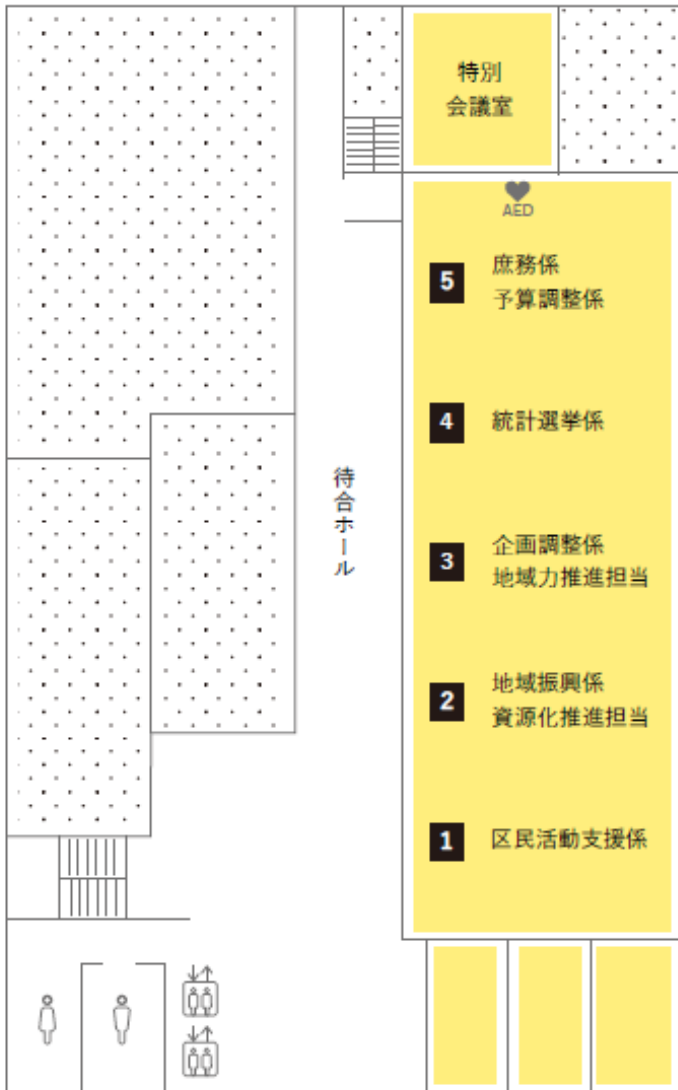 特別
会議室
AED
5
庶務係
予算調整係
4
統計選挙係
待合ホール
3
企画調整係
地域力推進担当
2
地域振興係
資源化推進担当
1
区民活動支援係